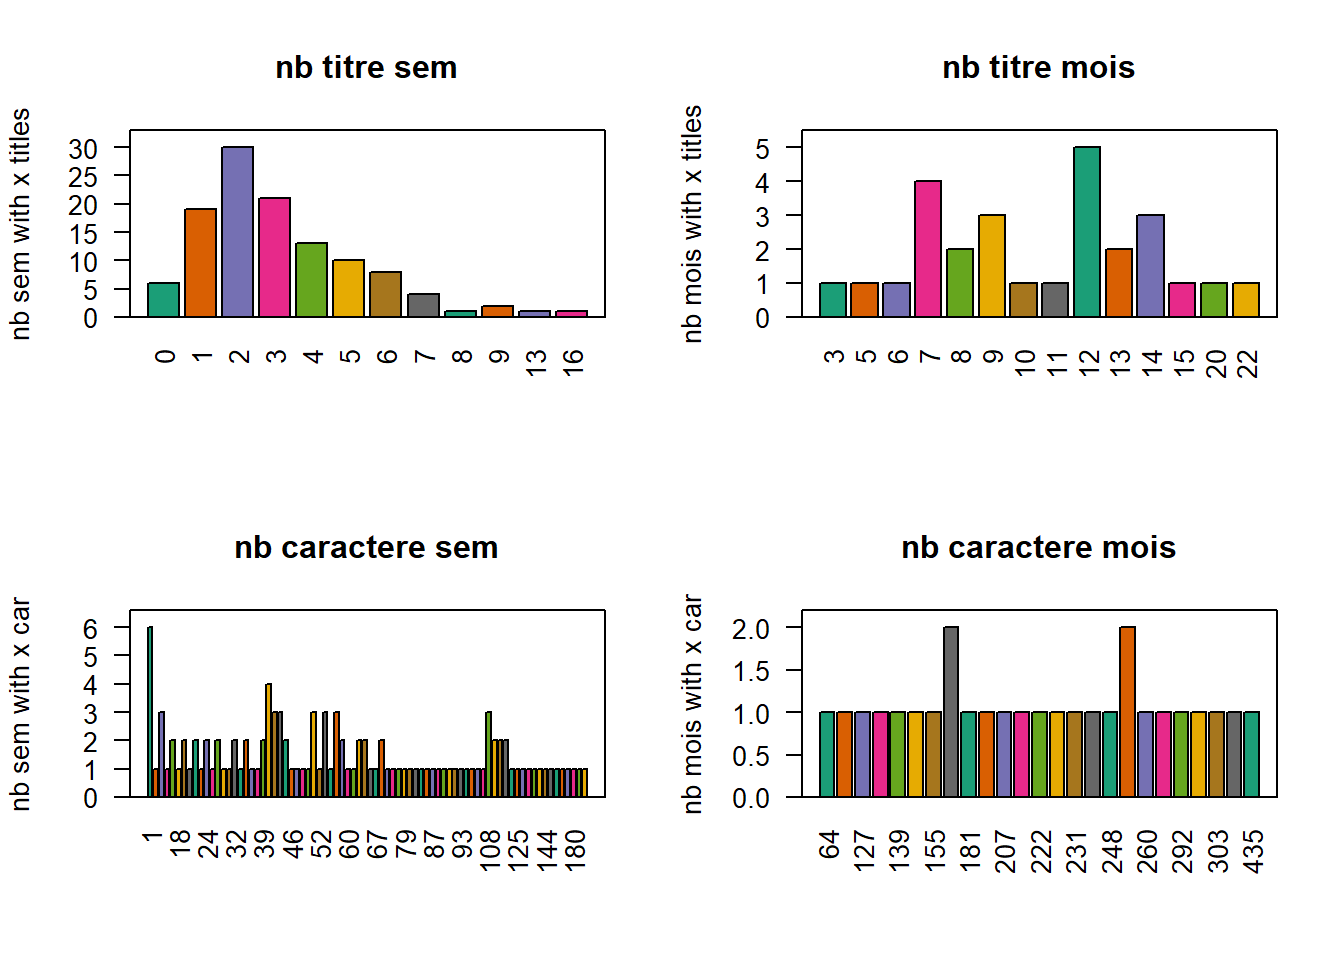 nb titre sem
nb sem with x titles
30
25
20
15
10
5
0
0 1 2 3 4 5 6 7 8 9 13 16
nb titre mois
nb mois with x titles
5
4
3
2
1
0
3 5 6 7 8 9 10 11 12 13 14 15 20 22
nb caractere sem
nb sem with x car
6
5
4
3
2
1
0
1 18 24 32 39 46 52 60 67 79 87 93 108 125 144 180
nb caractere mois
nb mois with x car
2.0
1.5
1.0
0.5
0.0
64 127 139 155 181 207 222 231 248 260 292 303 435